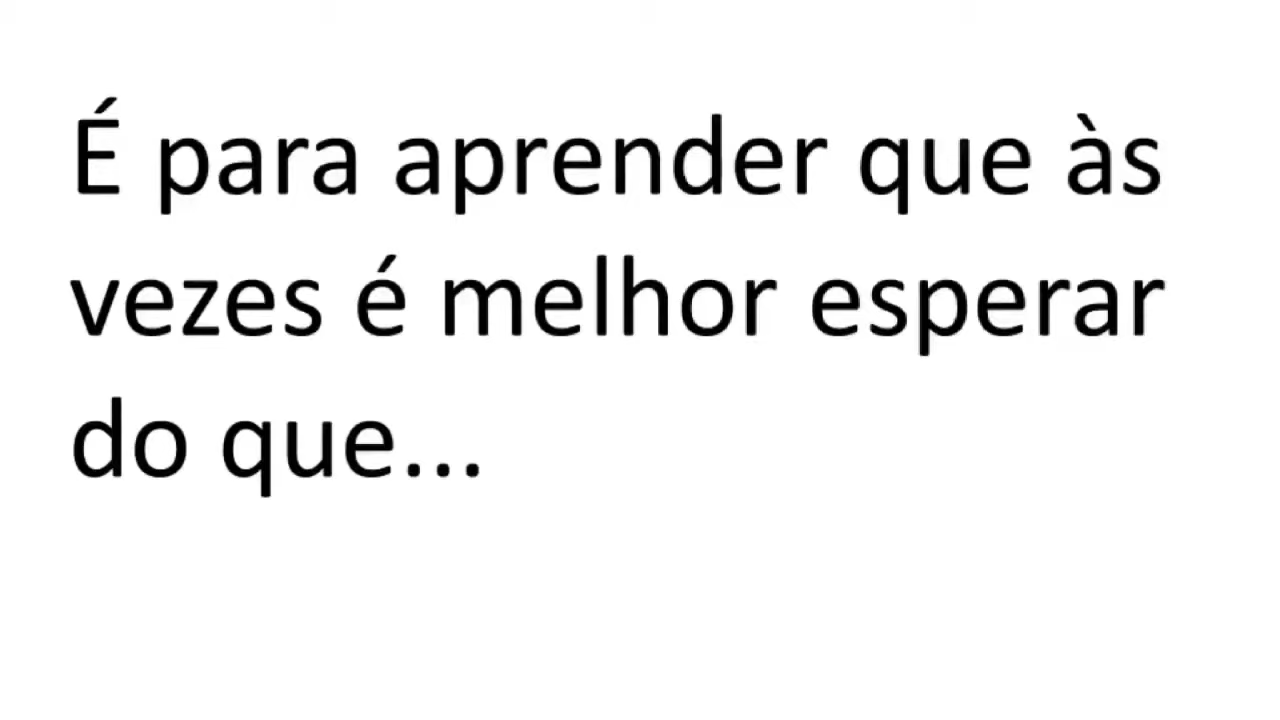 É para aprender que às
vezes é melhor esperar
do que...